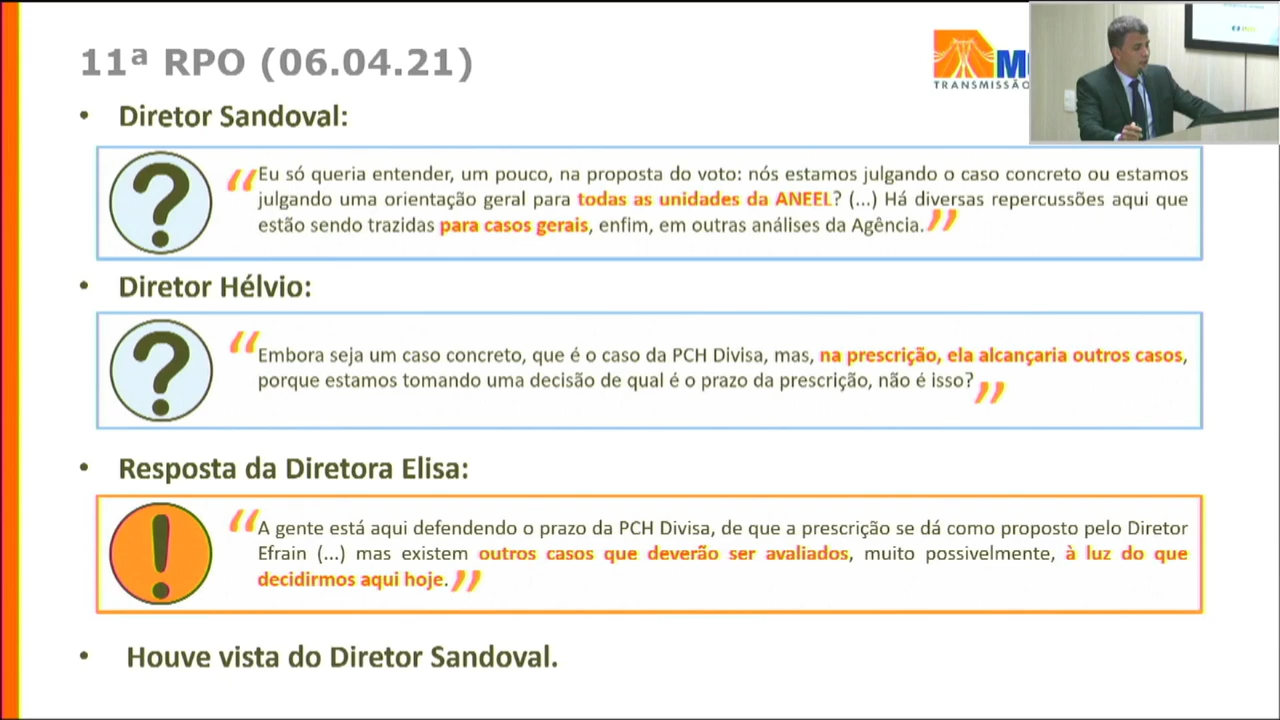 11ª RPO (06.04.21)
TRANSMISSÃO
• Diretor Sandoval:
“Eu só queria entender, um pouco, na proposta do voto: nós estamos julgando o caso concreto ou estamos
julgando uma orientação geral para todas as unidades da ANEEL? (...) Há diversas repercussões aqui que
estão sendo trazidas para casos gerais, enfim, em outras análises da Agência.”
• Diretor Hélvio:
“Embora seja um caso concreto, que é o caso da PCH Divisa, mas, na prescrição, ela alcançaria outros casos,
porque estamos tomando uma decisão de qual é o prazo da prescrição, não é isso?”
• Resposta da Diretora Elisa:
“A gente está aqui defendendo o prazo da PCH Divisa, de que a prescrição se dá como proposto pelo Diretor
Efrain (...) mas existem outros casos que deverão ser avaliados, muito possivelmente, à luz do que
decidirmos aqui hoje.”
• Houve vista do Diretor Sandoval.